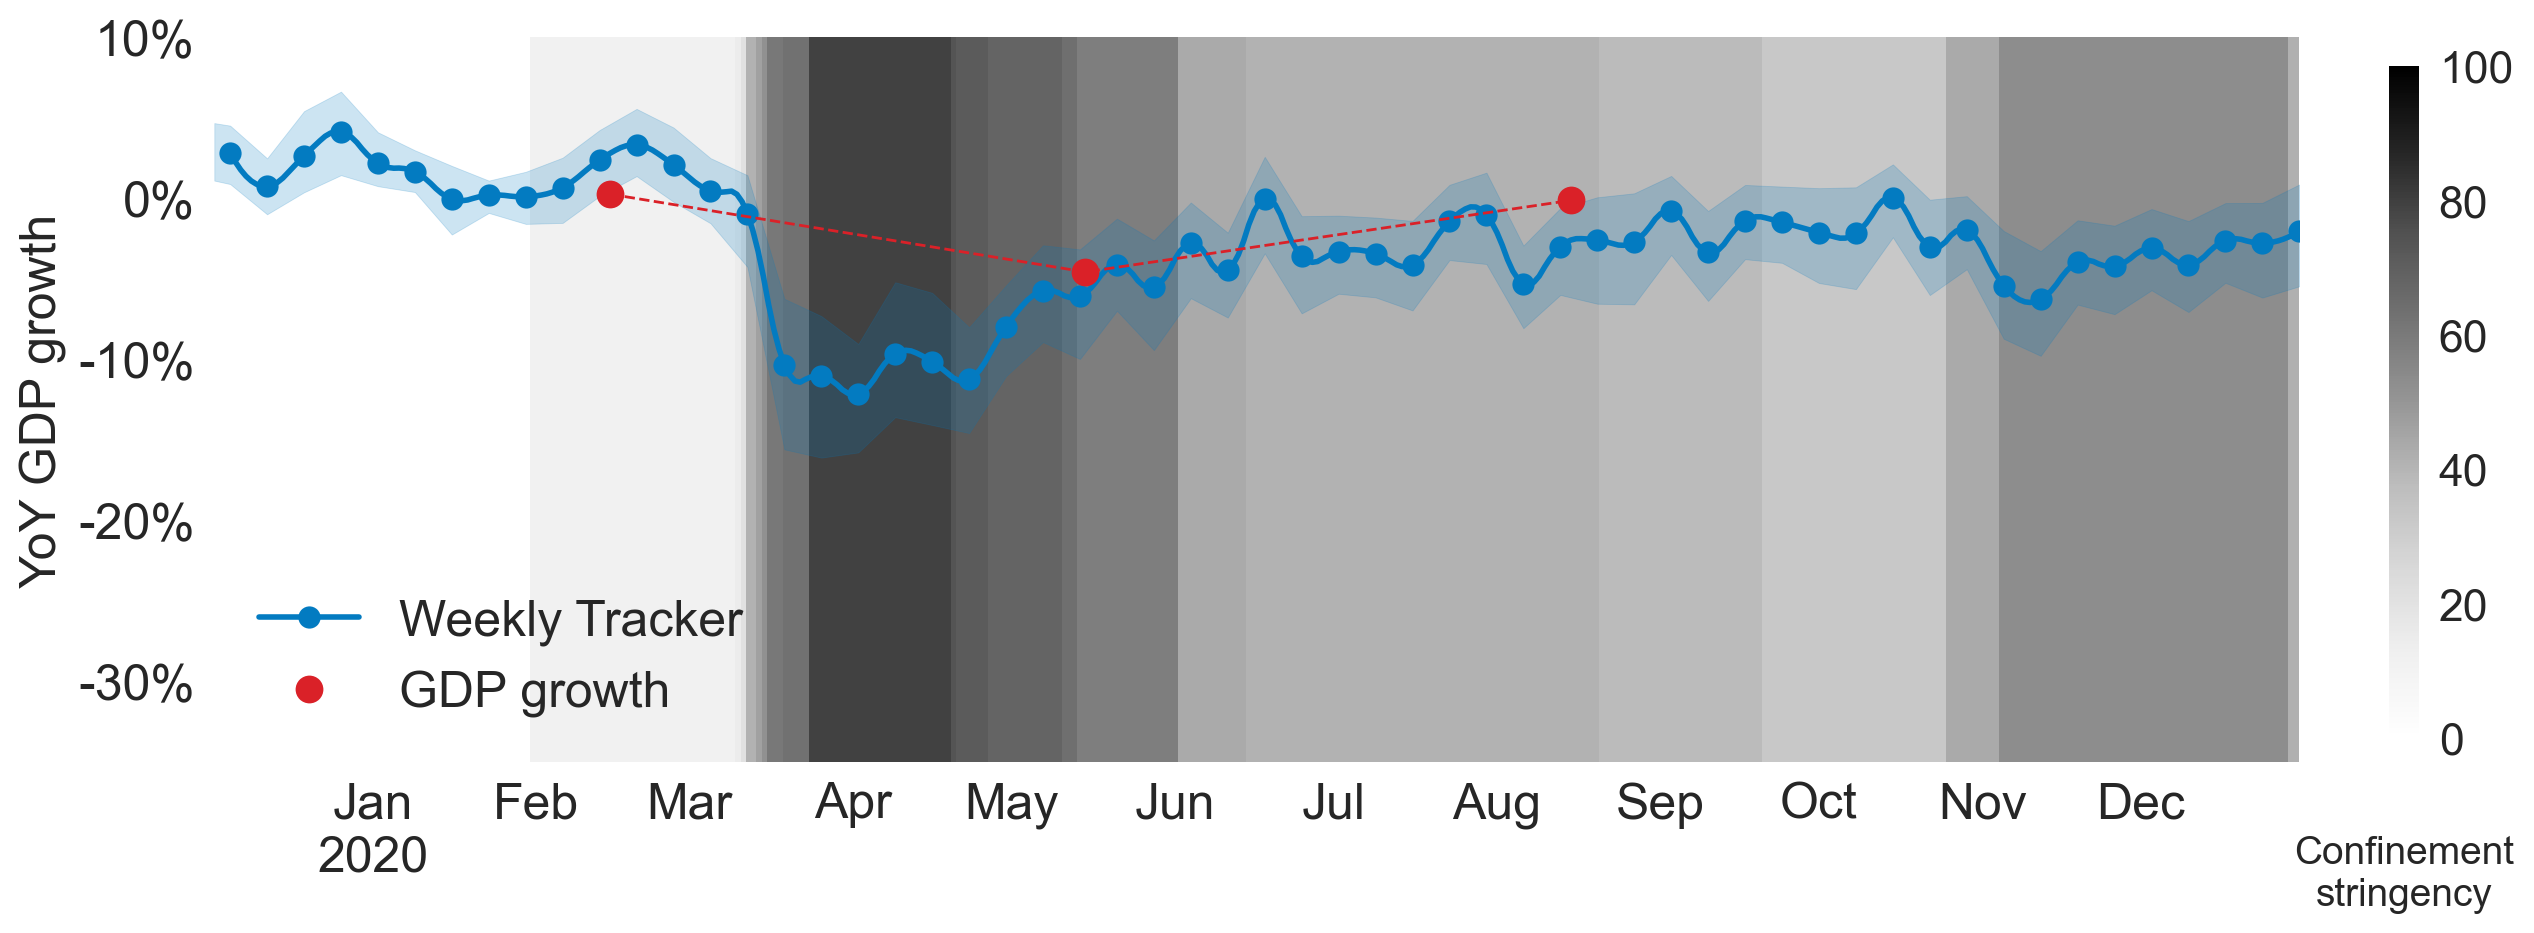 YoY GDP growth
10%
0%
-10%
-20%
-30%
Weekly Tracker
GDP growth
Jan Feb Mar Apr May Jun Jul Aug Sep Oct Nov Dec
2020
100
80
60
40
20
0
Confinement
stringency